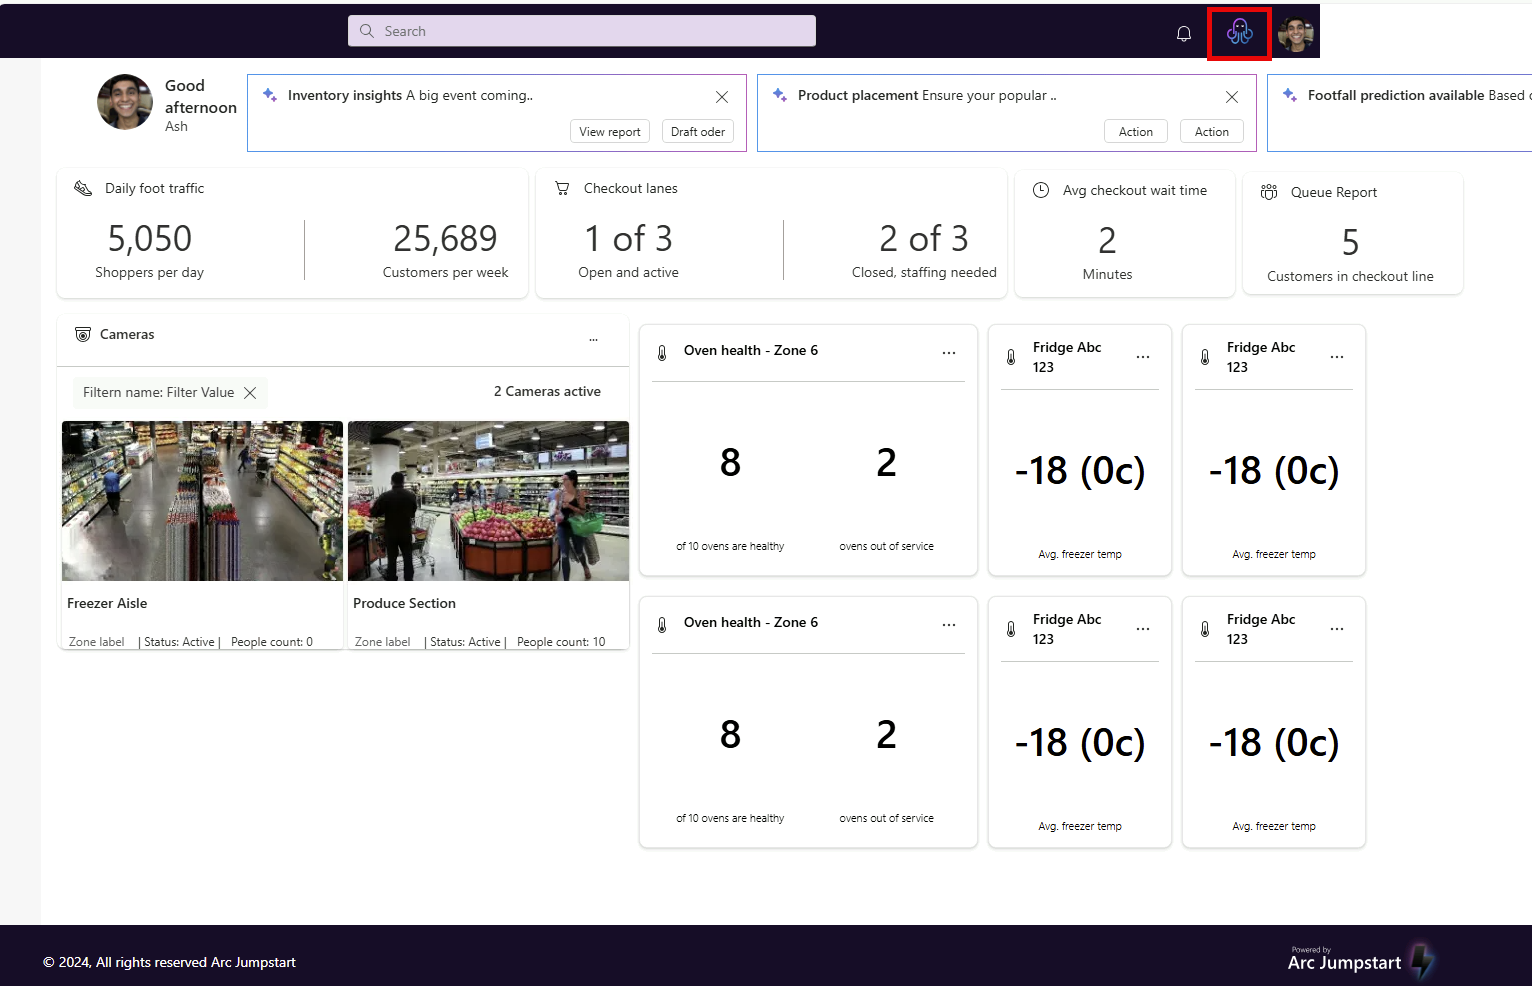 Search
Good
afternoon
Ash
Inventory insights A big event coming..
View report
Draft oder
Product placement Ensure your popular ..
Action
Action
Footfall prediction available Based
Daily foot traffic
5,050
Shoppers per day
25,689
Customers per week
Checkout lanes
1 of 3
Open and active
2 of 3
Closed, staffing needed
Avg checkout wait time
2
Minutes
Queue Report
5
Customers in checkout line
Cameras
...
Filtern name: Filter Value
2 Cameras active
Freezer Aisle
Zone label | Status: Active | People count: 0
Produce Section
Zone label | Status: Active | People count: 10
Oven health - Zone 6
...
8
of 10 ovens are healthy
2
ovens out of service
Fridge Abc
123
...
-18 (0c)
Avg. freezer temp
Fridge Abc
123
...
-18 (0c)
Avg. freezer temp
Oven health - Zone 6
...
8
of 10 ovens are healthy
2
ovens out of service
Fridge Abc
123
...
-18 (0c)
Avg. freezer temp
Fridge Abc
123
...
-18 (0c)
Avg. freezer temp
© 2024, All rights reserved Arc Jumpstart
Powered by
Arc Jumpstart